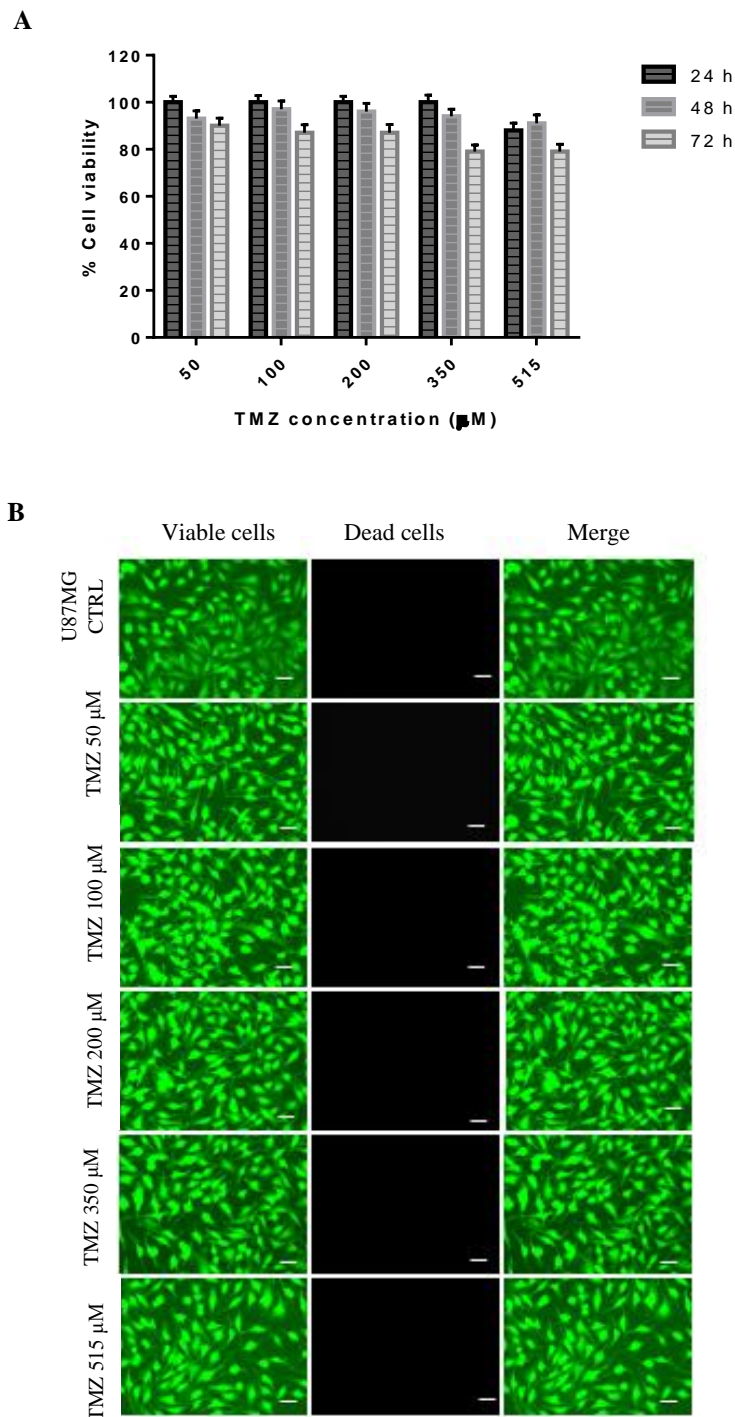 A
120
100
80
60
40
20
0
% Cell viability
50
100
200
350
515
TMZ concentration (μM)
24 h
48 h
72 h
B
Viable cells Dead cells Merge
U87MG
CTRL
TMZ 50 μM
TMZ 100 μM
TMZ 200 μM
TMZ 350 μM
TMZ 515 μM